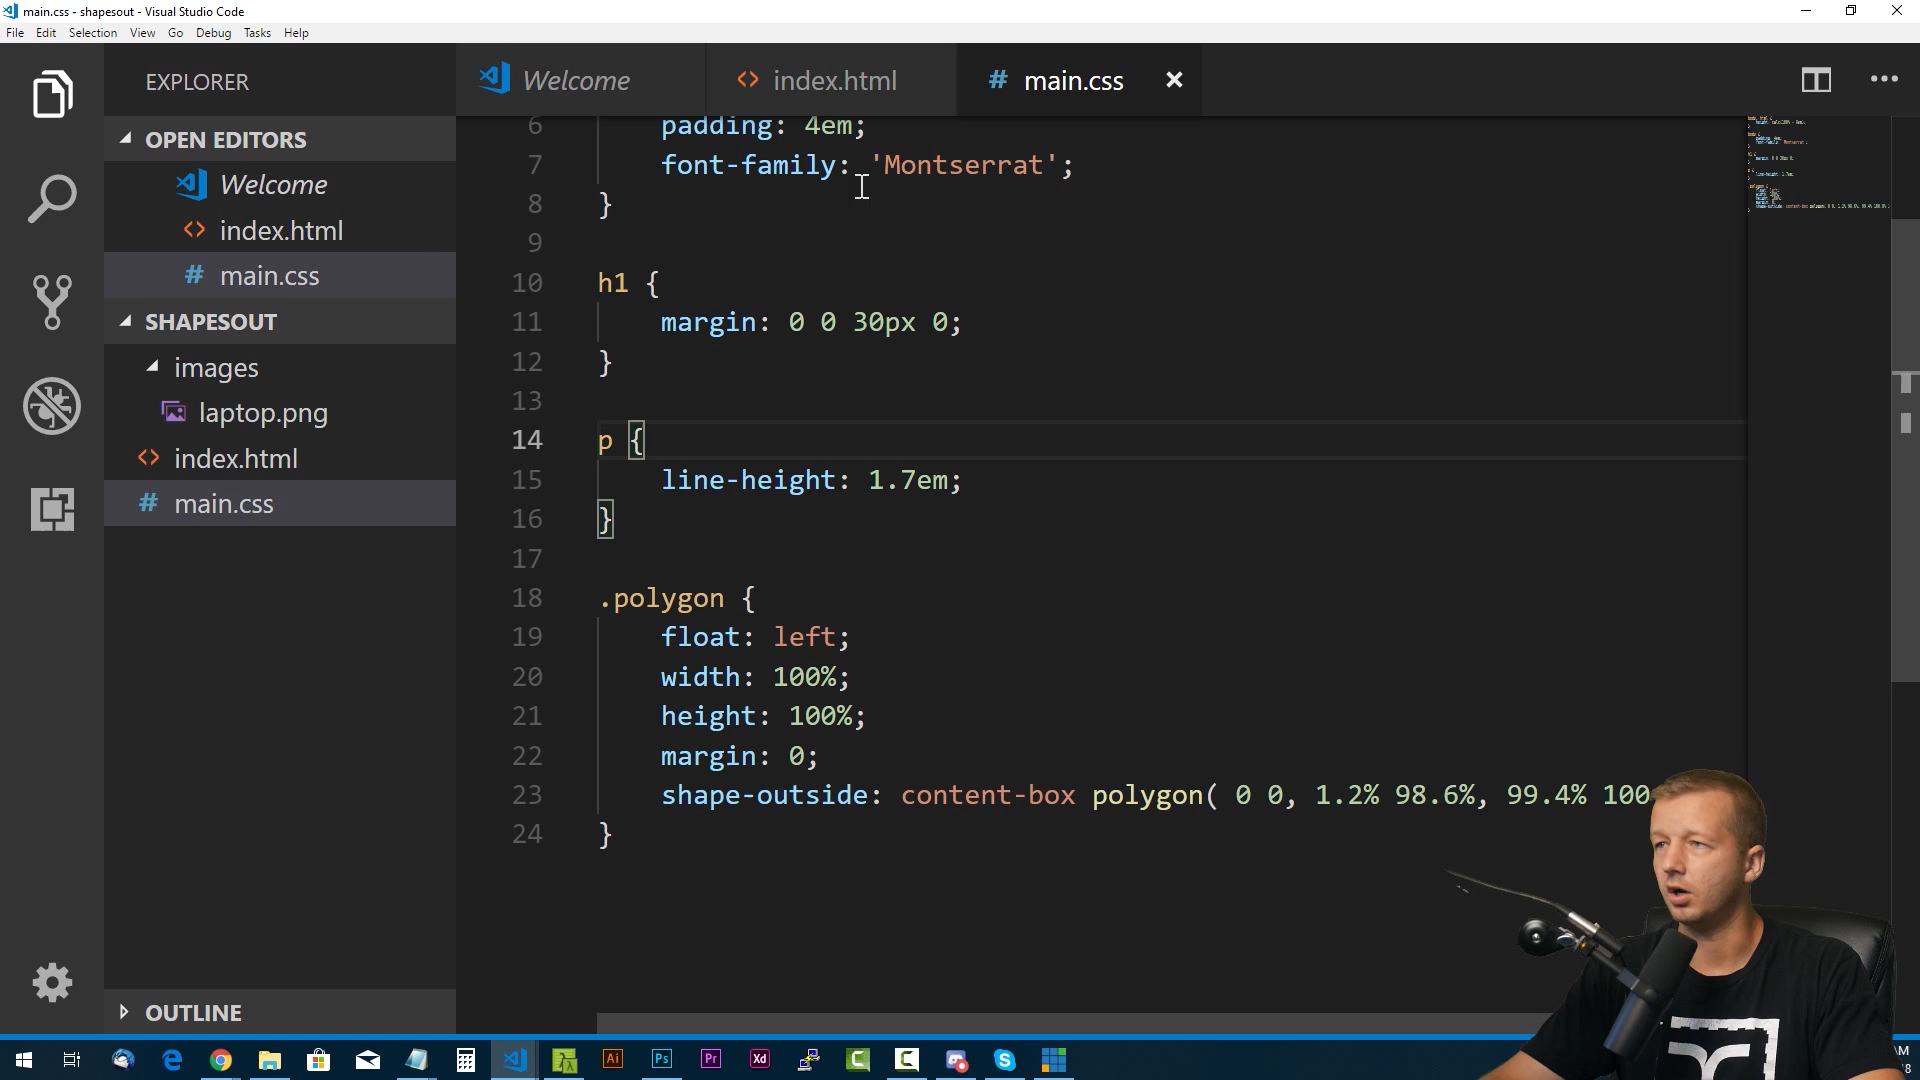 main.css - shapesout - Visual Studio Code
File Edit Selection View Go Debug Tasks Help
EXPLORER
OPEN EDITORS
Welcome
index.html
# main.css
SHAPESOUT
images
laptop.png
<> index.html
# main.css
OUTLINE
Welcome
<> index.html
# main.css
6 padding: 4em;
7 font-family: 'Montserrat';
8 }
9
10 h1 {
11 margin: 0 0 30px 0;
12 }
13
14 p {
15 line-height: 1.7em;
16 }
17
18 .polygon {
19 float: left;
20 width: 100%;
21 height: 100%;
22 margin: 0;
23 shape-outside: content-box polygon( 0 0, 1.2% 98.6%, 99.4% 100
24 }
Ai
Ps
Pr
Xd